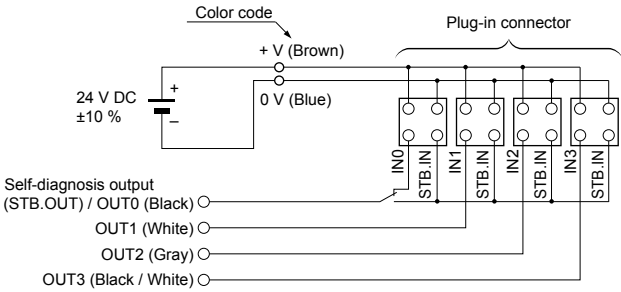 Color code
Plug-in connector
+ V (Brown)
+
24 V DC
±10 %
–
0 V (Blue)
IN0
STB.IN
IN1
STB.IN
IN2
STB.IN
IN3
STB.IN
Self-diagnosis output
(STB.OUT) / OUT0 (Black)
OUT1 (White)
OUT2 (Gray)
OUT3 (Black / White)